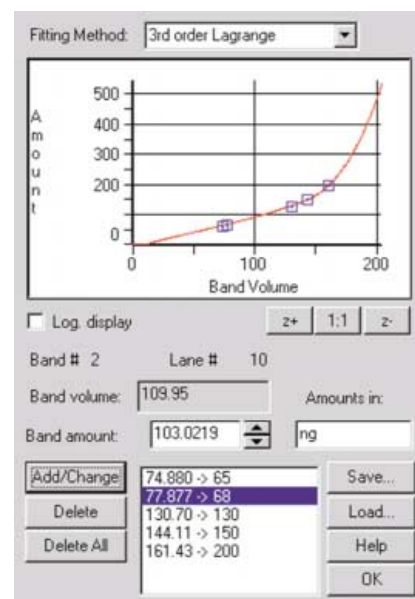 Fitting Method: 3rd order Lagrange
Amount
500
400
300
200
0
0 100 200
Band Volume
Log. display
z+ 1:1 z-
Band # 2 Lane # 10
Band volume: 109.95 Amounts in:
Band amount: 103.0219 ng
Add/Change 74.880 -> 65 Save...
77.877 -> 68
Delete 130.70 -> 130 Load...
144.11 -> 150
Delete All 161.43 -> 200 Help
OK